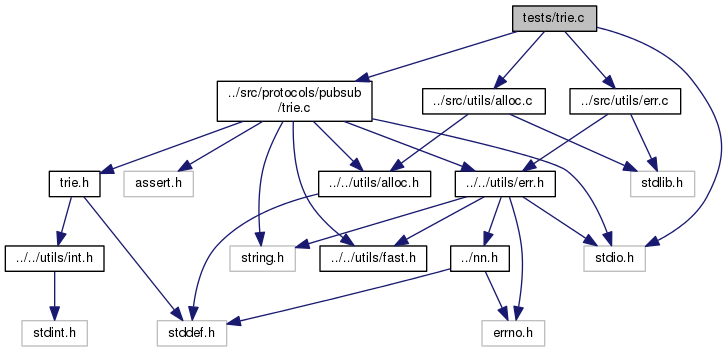 tests/trie.c
../src/protocols/pubsub
/trie.c
../src/utils/alloc.c
../src/utils/err.c
trie.h
assert.h
../../utils/alloc.h
../../utils/err.h
stdlib.h
../../utils/int.h
string.h
../../utils/fast.h
../nn.h
stdio.h
stdint.h
stddef.h
errno.h